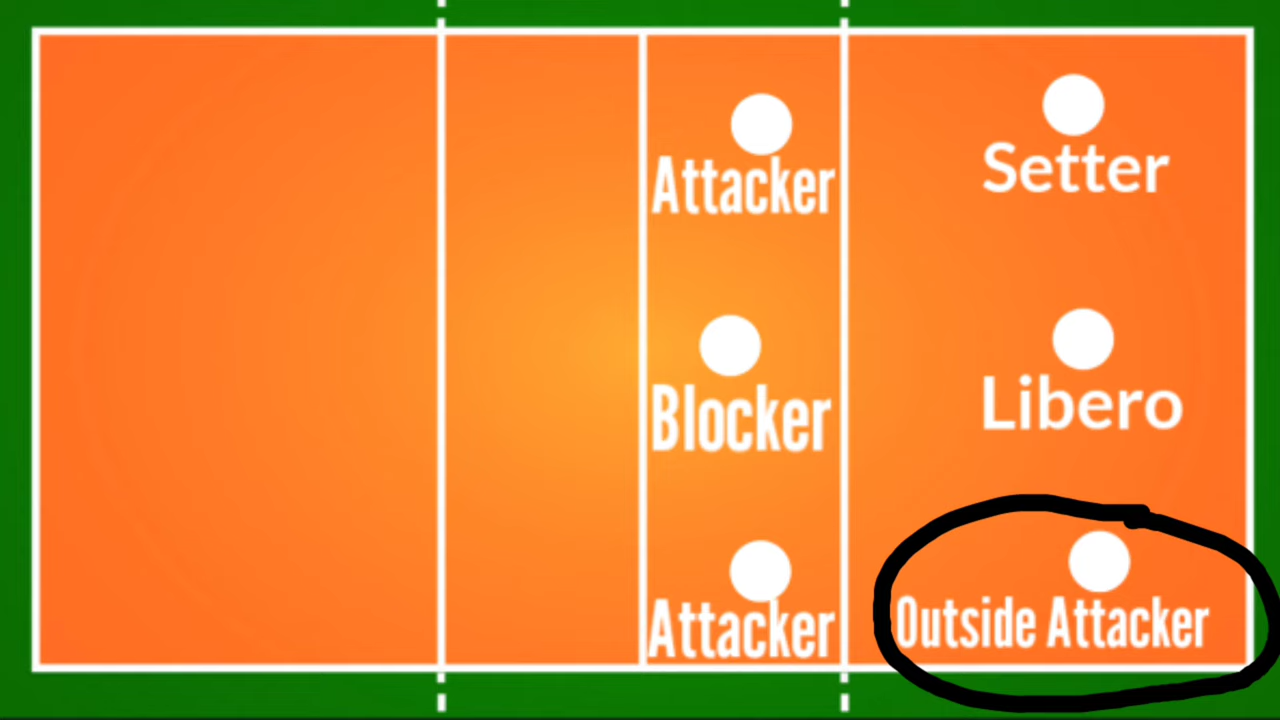 Attacker
Setter
Blocker
Libero
Attacker
Outside Attacker